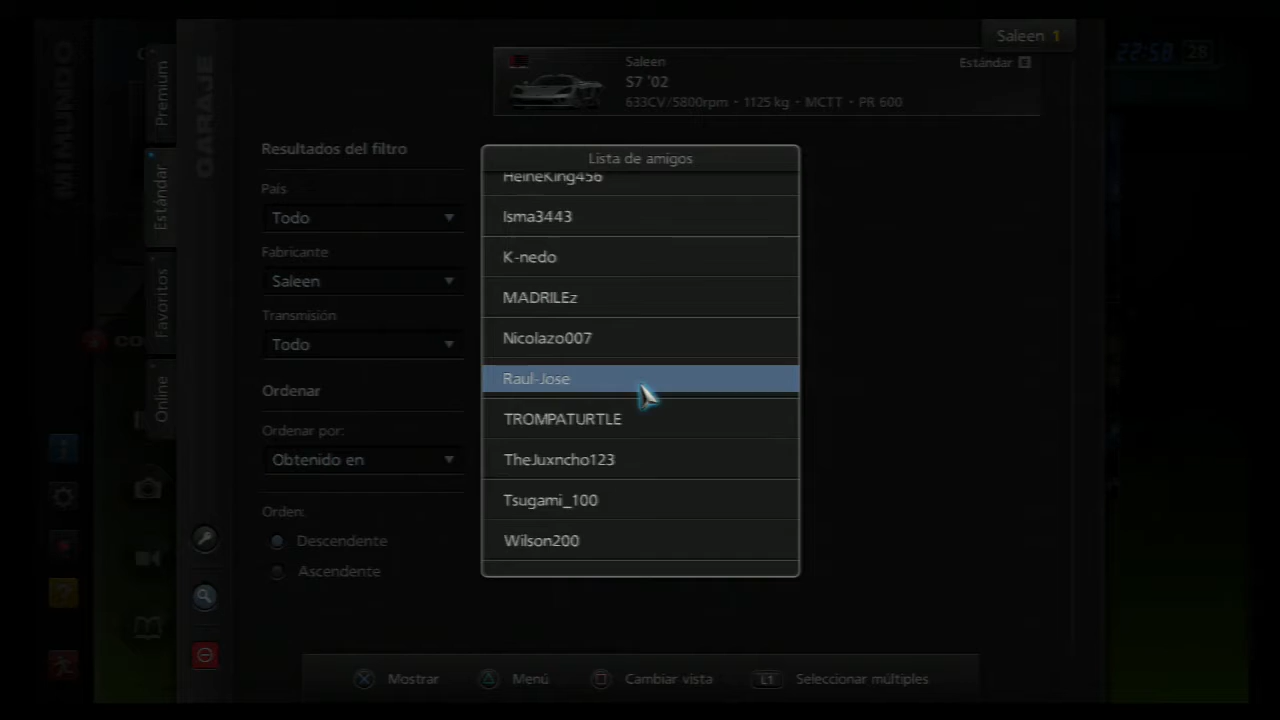 Saleen 1
MI MUNDO
GARAJE
Premium
Estándar
Favoritos
Online
22:58 28
Saleen
Estándar E
S7 '02
633CV/5800rpm • 1125 kg • MCTT • PR 600
Resultados del filtro
País
Todo
Fabricante
Saleen
Transmisión
Todo
Ordenar
Ordenar por:
Obtenido en
Orden:
Descendente
Ascendente
Lista de amigos
HeineKing456
Isma3443
K-nedo
MADRILEz
Nicolazo007
Raul-Jose
TROMPATURTLE
TheJuxncho123
Tsugami_100
Wilson200
Mostrar
Menú
Cambiar vista
L1 Seleccionar múltiples